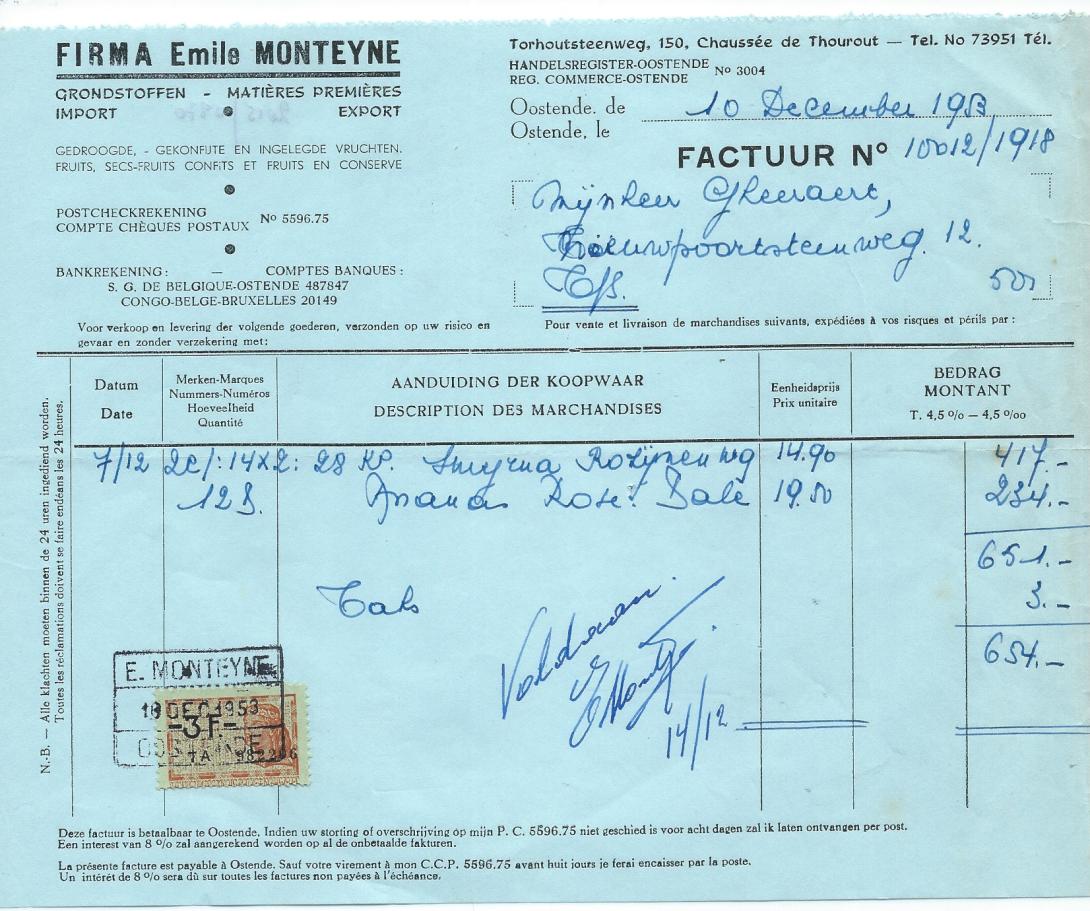 FIRMA Emile MONTEYNE
GRONDSTOFFEN - MATIÈRES PREMIÈRES
IMPORT EXPORT
GEDROOGDE, - GEKONFIJTE EN INGELEGDE VRUCHTEN.
FRUITS, SECS-FRUITS CONFITS ET FRUITS EN CONSERVE
POSTCHECKREKENING
COMPTE CHÈQUES POSTAUX No 5596.75
BANKREKENING : — COMPTES BANQUES :
S. G. DE BELGIQUE-OSTENDE 487847
CONGO-BELGE-BRUXELLES 20149
Torhoutsteenweg, 150, Chaussée de Thourout — Tel. No 73951 Tél.
HANDELSREGISTER-OOSTENDE
REG. COMMERCE-OSTENDE No 3004
Oostende. de
Ostende, le 10 December 1953
FACTUUR No 10012/1918
Mijnheer Gheeraert,
Nieuwpoortsteenweg. 12.
T/s. 50
Voor verkoop en levering der volgende goederen, verzonden op uw risico en
gevaar en zonder verzekering met:
Pour vente et livraison de marchandises suivants, expédiées à vos risques et périls par :
Datum
Date
Merken-Marques
Nummers-Numéros
Hoeveelheid
Quantité
AANDUIDING DER KOOPWAAR
DESCRIPTION DES MARCHANDISES
Eenheidsprijs
Prix unitaire
BEDRAG
MONTANT
T. 4,5 % — 4,5 °/oo
7/12 2c/: 14x2: 28 Ko. Smyrna Rozijnen 14.90 417.-
12 Ananas Rose 19.50 234.-
651.-
Taks 3.-
654.-
Voldaan
EMonty
14/12
E. MONTEYNE
10 DEC 1953
OOSTENDE
-3F-
7A
N.-B. — Alle klachten moeten binnen de 24 uren ingediend worden.
Toutes les réclamations doivent se faire endéans les 24 heures.
Deze factuur is betaalbaar te Oostende. Indien uw storting of overschrijving op mijn P. C. 5596.75 niet geschied is voor acht dagen zal ik laten ontvangen per post.
Een interest van 8 % zal aangerekend worden op al de onbetaalde fakturen.
La présente facture est payable à Ostende. Sauf votre virement à mon C.C.P. 5596.75 avant huit jours je ferai encaisser par la poste.
Un intérêt de 8 % sera dû sur toutes les factures non payées à l'échéance.